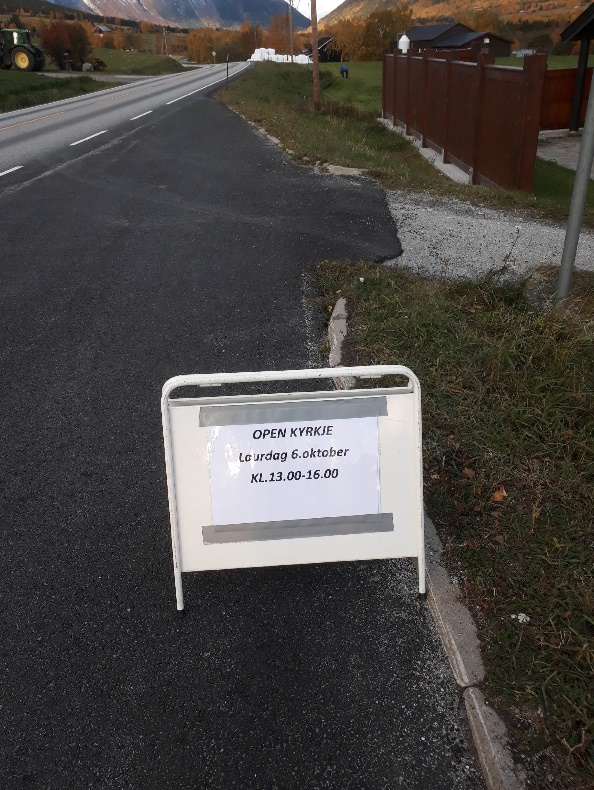 OPEN KYRKJE
Laurdag 6.oktober
KL.13.00-16.00